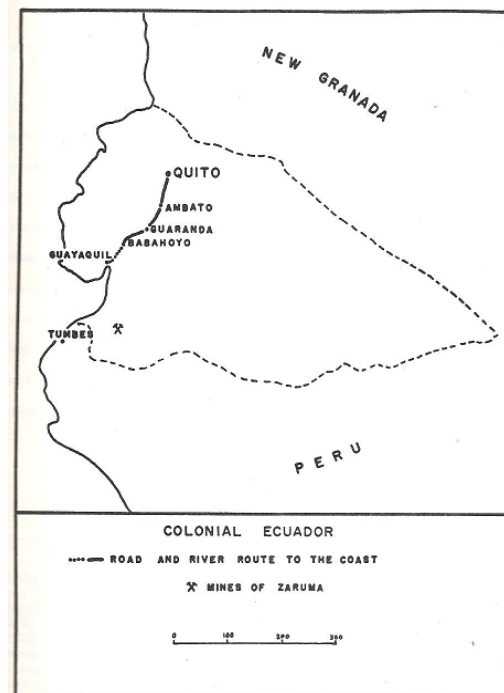 NEW GRANADA
QUITO
AMBATO
GUARANDA
BABAHOYO
GUAYAQUIL
TUMBES
PERU
COLONIAL ECUADOR
ROAD AND RIVER ROUTE TO THE COAST
MINES OF ZARUMA
0 100 200 300